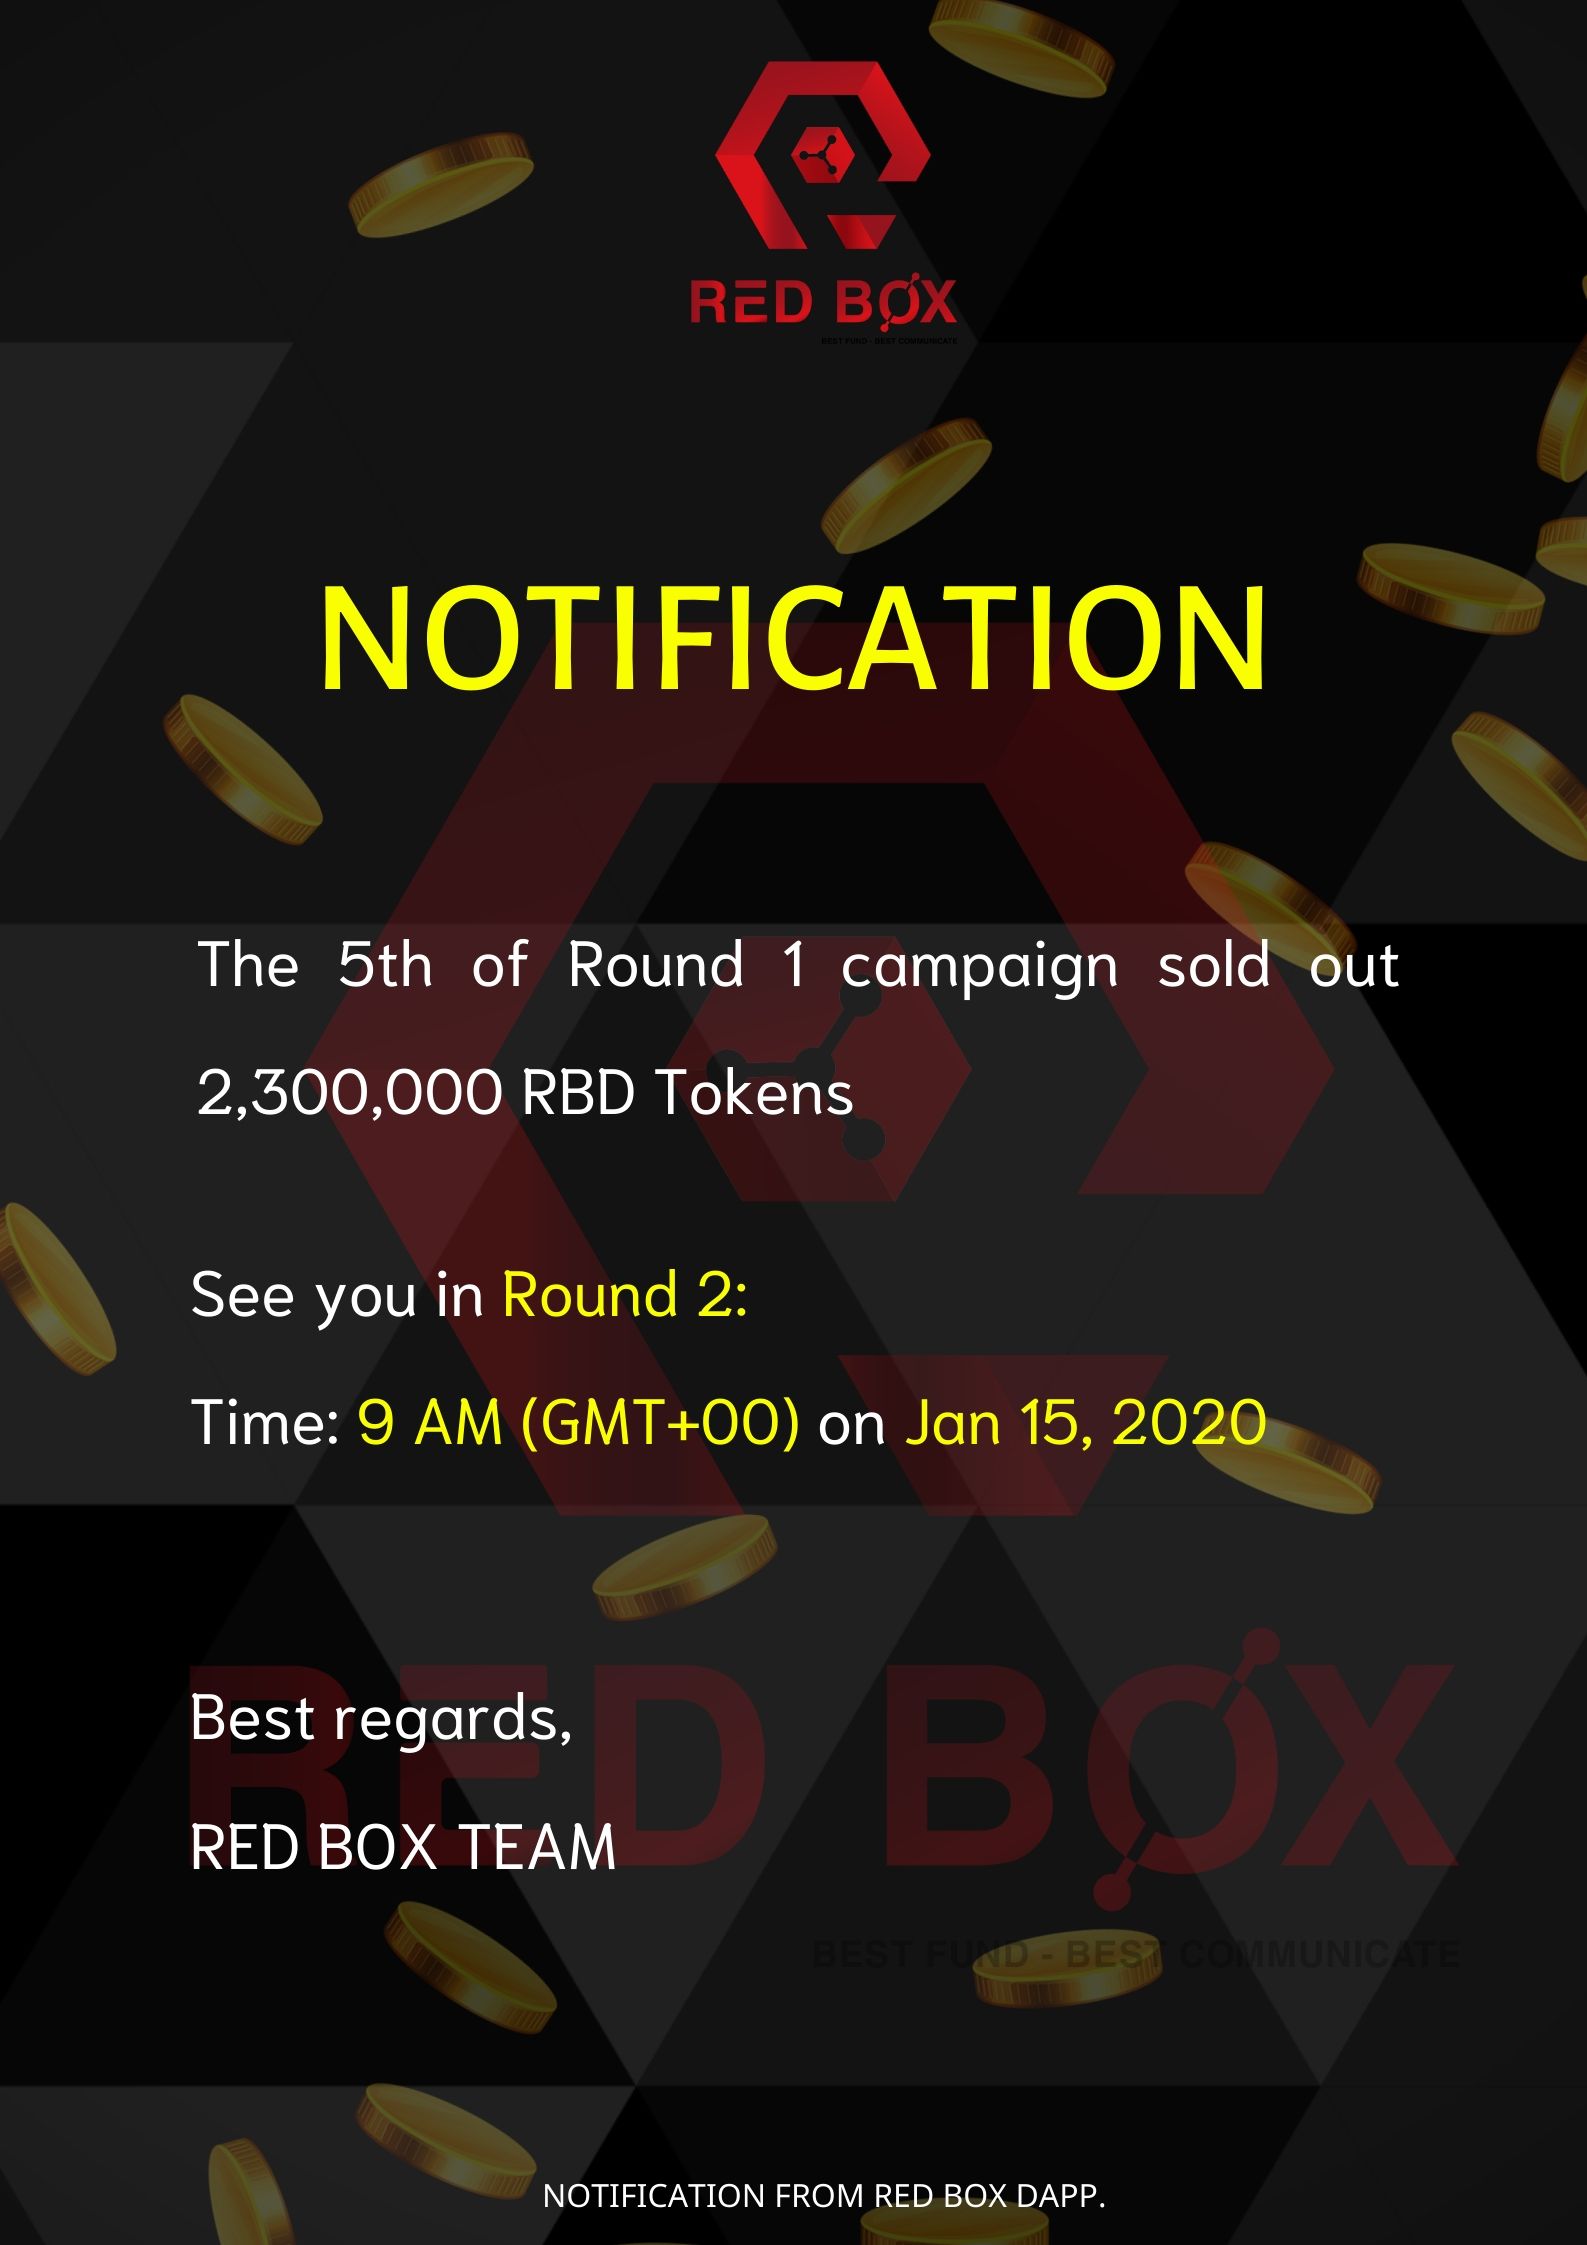 RED BOX
BEST FUND - BEST COMMUNICATE
NOTIFICATION
The 5th of Round 1 campaign sold out
2,300,000 RBD Tokens
See you in Round 2:
Time: 9 AM (GMT+00) on Jan 15, 2020
Best regards,
RED BOX TEAM
RED BOX
BEST FUND - BEST COMMUNICATE
NOTIFICATION FROM RED BOX DAPP.